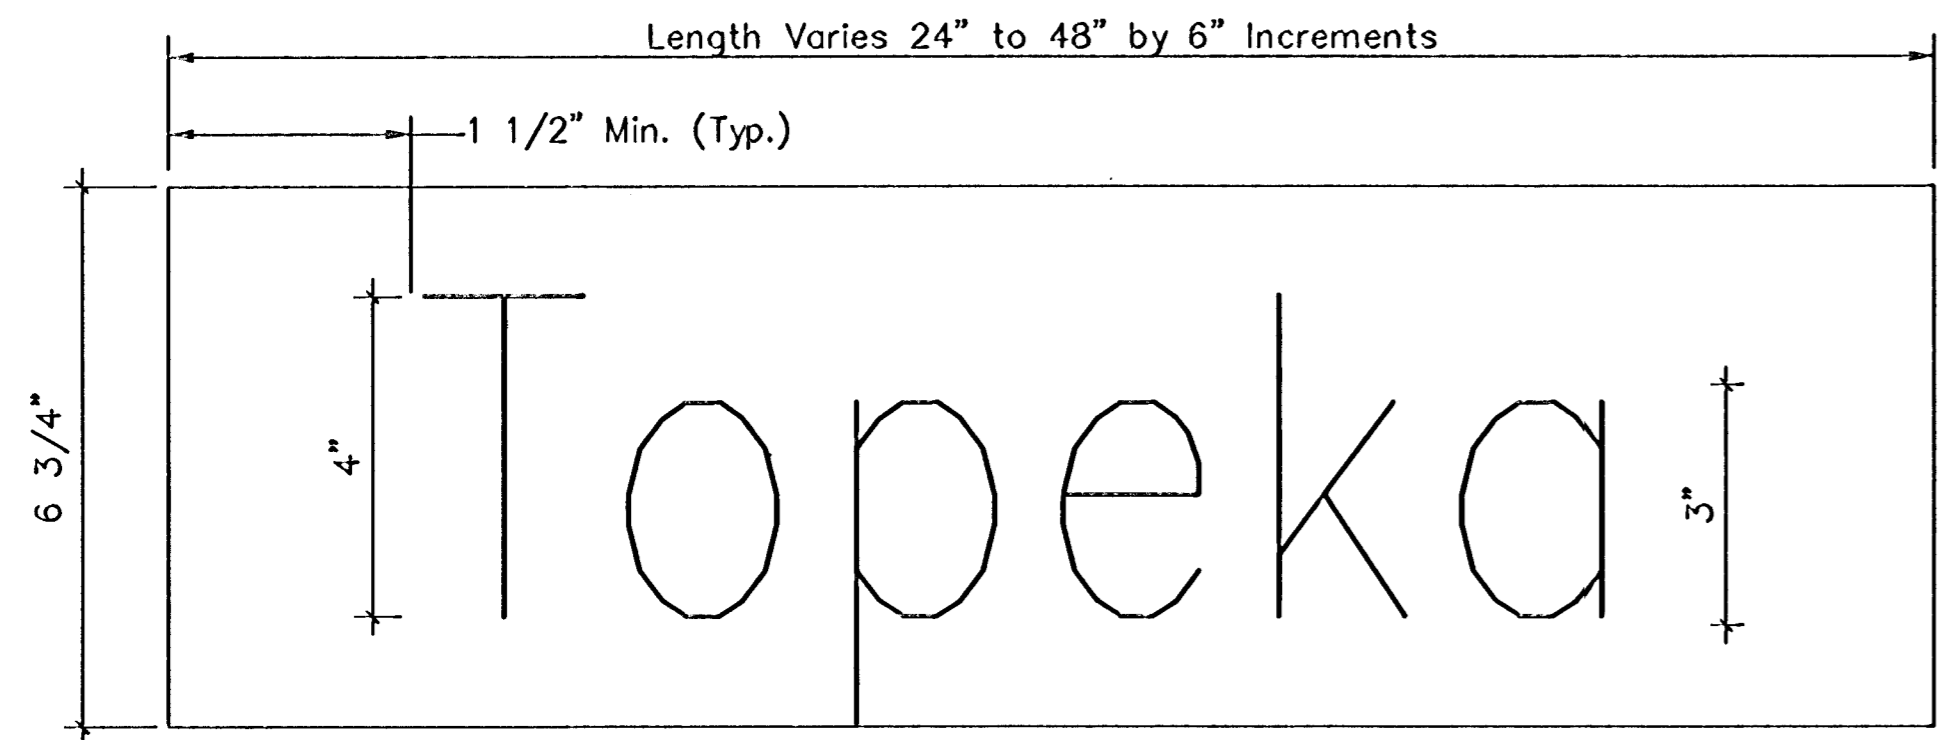 Length Varies 24” to 48” by 6” Increments
1 1/2” Min. (Typ.)
6 3/4”
4”
Topeka
3”